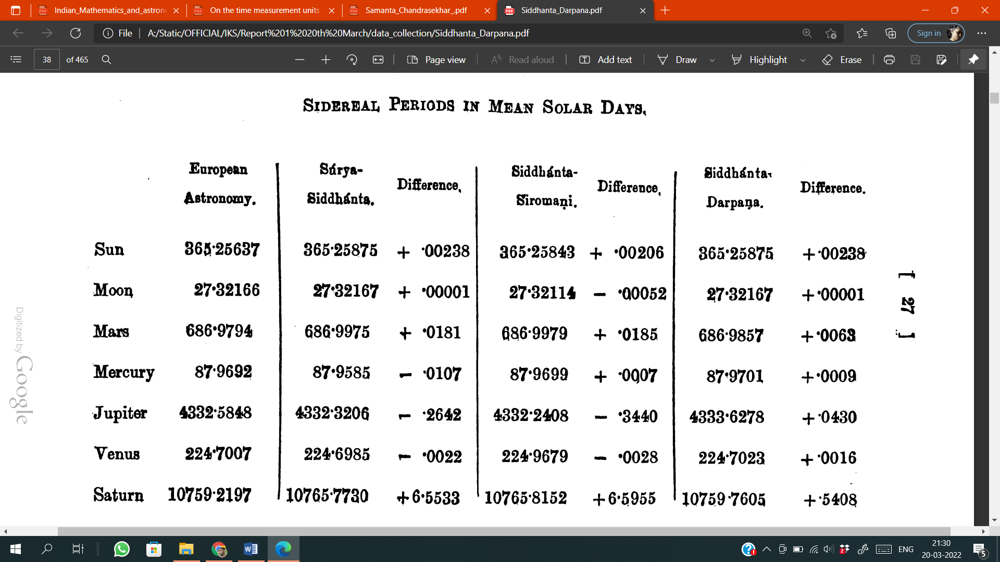 Indian_Mathematics_and_astron
On the time measurement units
Samanta_Chandrasekhar_.pdf
Siddhanta_Darpana.pdf
File A:/Static/OFFICIAL/IKS/Report%201%2020th%20March/data_collection/Siddhanta_Darpana.pdf Sign in
38 of 465 Page view Read aloud Add text Draw Highlight Erase
SIDEREAL PERIODS IN MEAN SOLAR DAYS.
European Astronomy. Súrya-Siddhánta. Difference. Siddhánta-Siromaṇi. Difference. Siddhánta-Darpaṇa. Difference.
Sun 365·25637 365·25875 + ·00238 365·25843 + ·00206 365·25875 + ·00238
Moon 27·32166 27·32167 + ·00001 27·32114 – ·00052 27·32167 + ·00001
Mars 686·9794 686·9975 + ·0181 686·9979 + ·0185 686·9857 + ·0063
Mercury 87·9692 87·9585 – ·0107 87·9699 + ·0007 87·9701 + ·0009
Jupiter 4332·5848 4332·3206 – ·2642 4332·2408 – ·3440 4333·6278 + ·0430
Venus 224·7007 224·6985 – ·0022 224·9679 – ·0028 224·7023 + ·0016
Saturn 10759·2197 10765·7730 + 6·5533 10765·8152 + 6·5955 10759·7605 + ·5408
[ 27 ]
Digitized by Google
ENG
21:30
20-03-2022
5